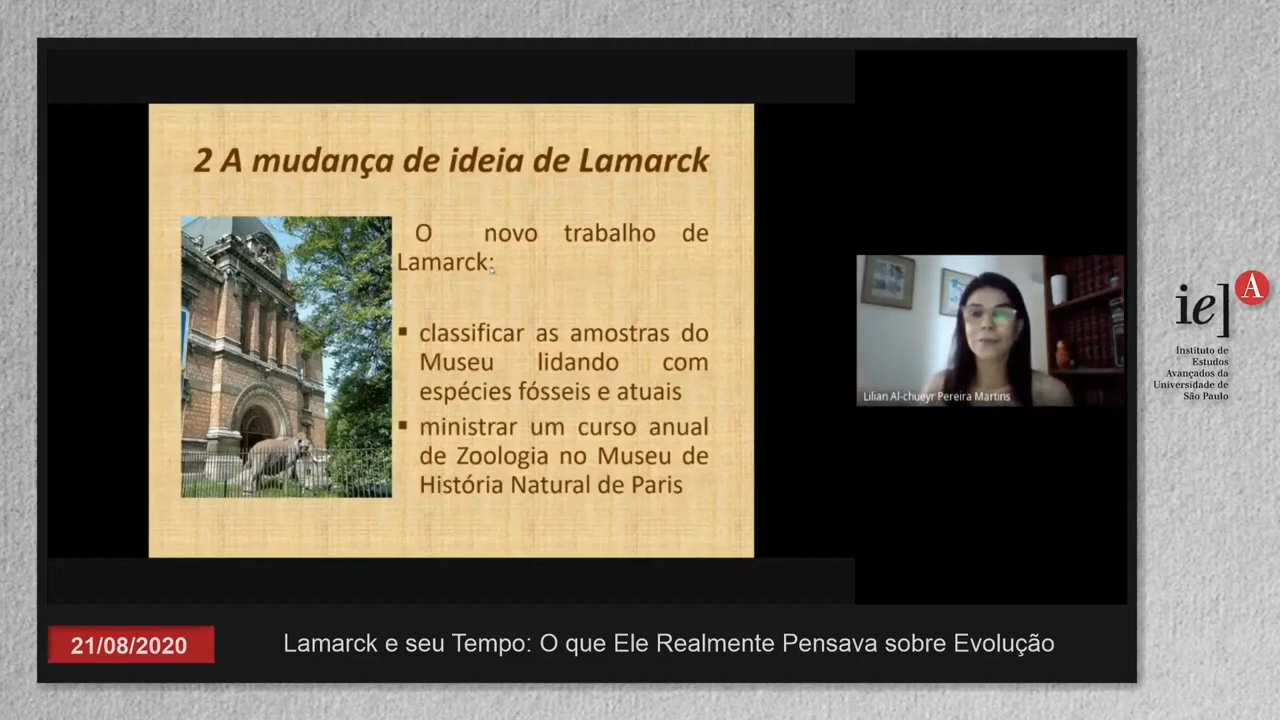 2 A mudança de ideia de Lamarck
O novo trabalho de
Lamarck:
▪ classificar as amostras do
Museu lidando com
espécies fósseis e atuais
▪ ministrar um curso anual
de Zoologia no Museu de
História Natural de Paris
Lilian Al-chueyr Pereira Martins
iea
A
Instituto de
Estudos
Avançados da
Universidade de
São Paulo
21/08/2020
Lamarck e seu Tempo: O que Ele Realmente Pensava sobre Evolução